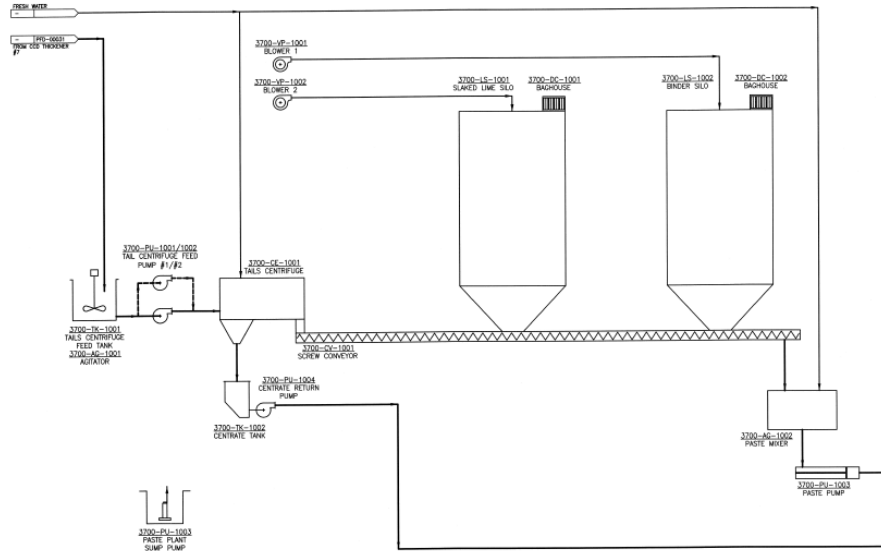 FRESH WATER
-
- PFD-00031
FROM CCD THICKENER
#7
3700-VP-1001
BLOWER 1
3700-VP-1002
BLOWER 2
3700-LS-1001
SLAKED LIME SILO
3700-DC-1001
BAGHOUSE
3700-LS-1002
BINDER SILO
3700-DC-1002
BAGHOUSE
3700-PU-1001/1002
TAIL CENTRIFUGE FEED
PUMP #1/#2
3700-CE-1001
TAILS CENTRIFUGE
3700-TK-1001
TAILS CENTRIFUGE
FEED TANK
3700-AG-1001
AGITATOR
3700-CV-1001
SCREW CONVEYOR
3700-PU-1004
CENTRATE RETURN
PUMP
3700-TK-1002
CENTRATE TANK
3700-AG-1002
PASTE MIXER
3700-PU-1003
PASTE PUMP
3700-PU-1003
PASTE PLANT
SUMP PUMP